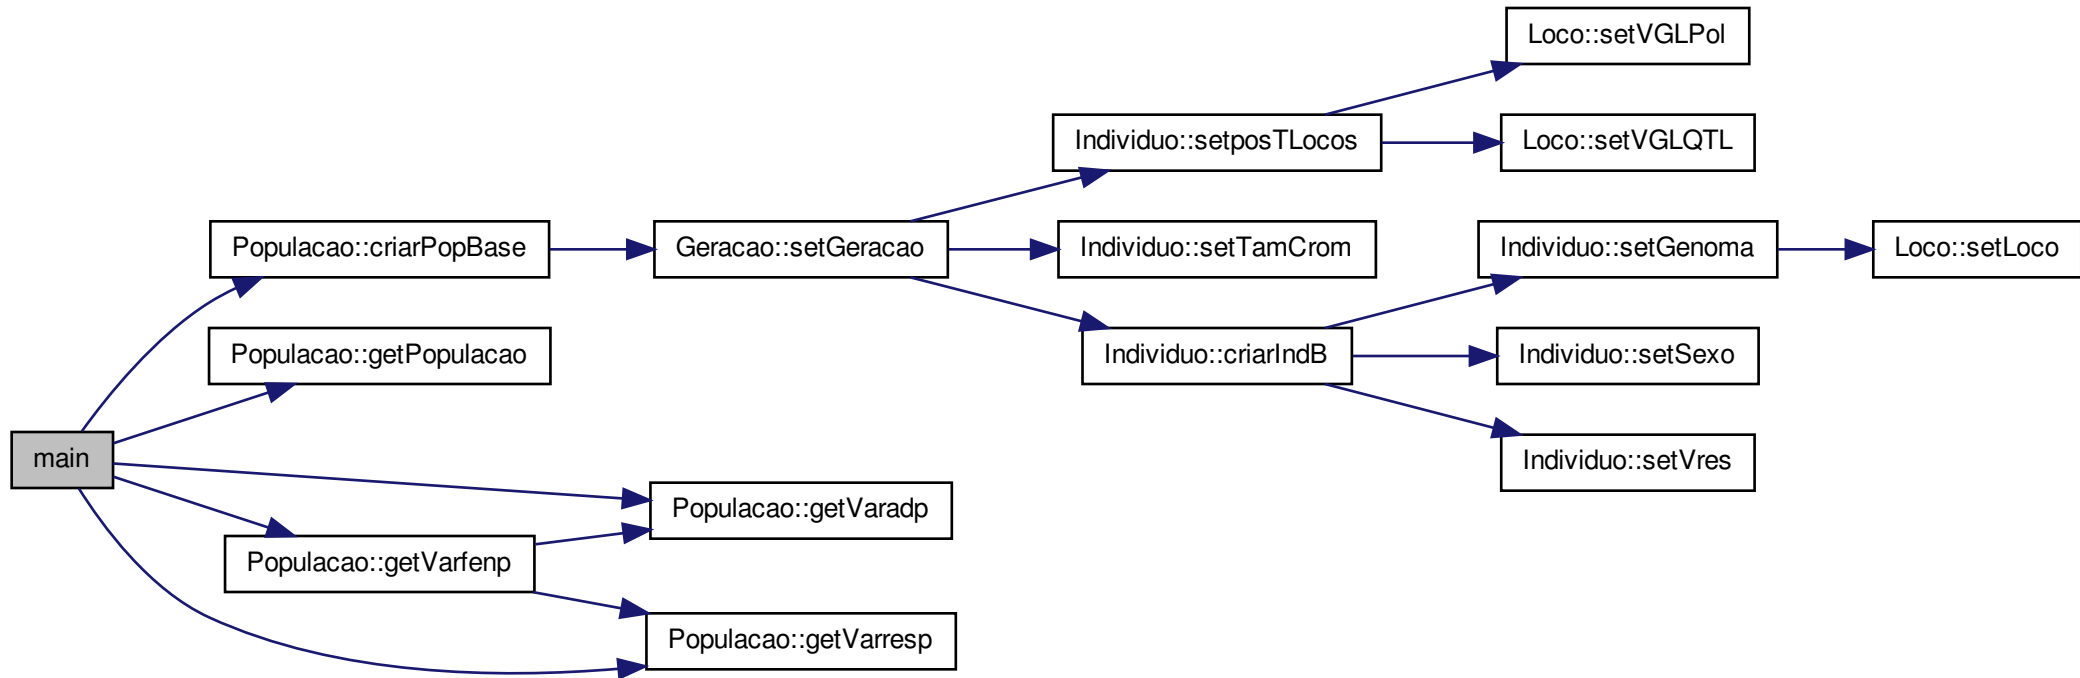 Loco::setVGLPol
Individuo::setposTLocos
Loco::setVGLQTL
Populacao::criarPopBase
Geracao::setGeracao
Individuo::setTamCrom
Individuo::setGenoma
Loco::setLoco
Populacao::getPopulacao
Individuo::criarIndB
Individuo::setSexo
main
Individuo::setVres
Populacao::getVaradp
Populacao::getVarfenp
Populacao::getVarresp